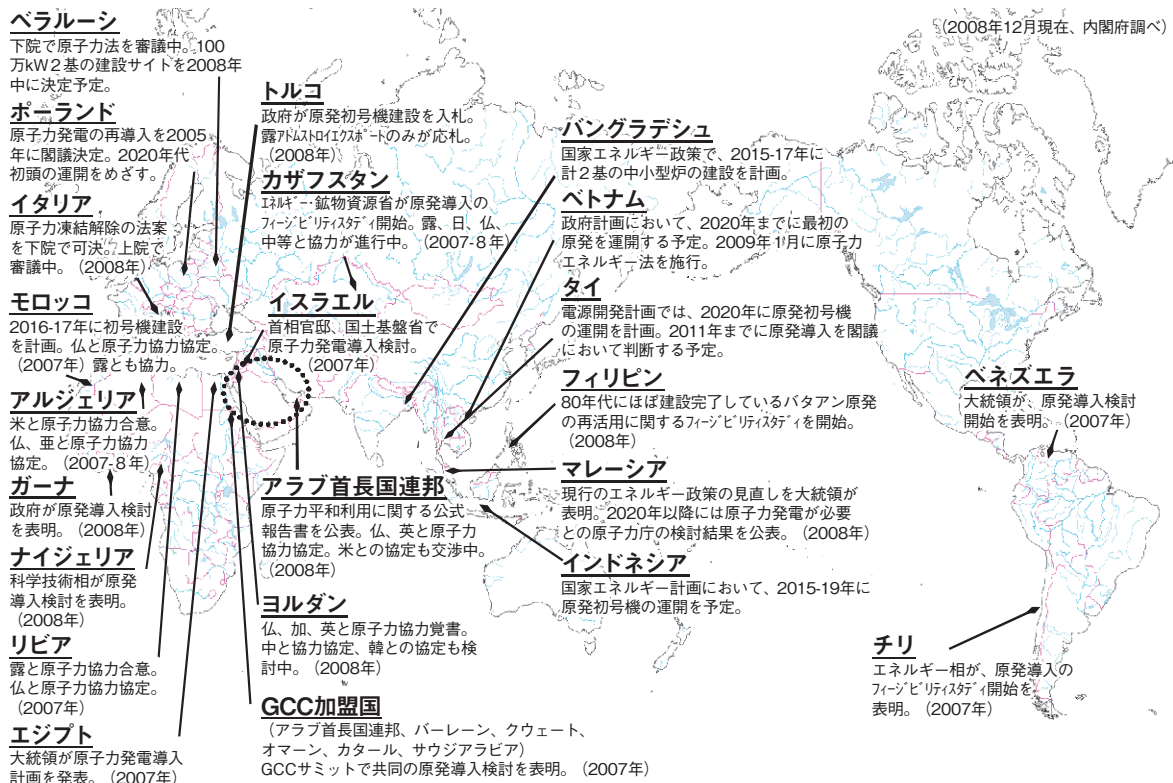 （2008年12月現在、内閣府調べ）
ベラルーシ
下院で原子力法を審議中。100
万kW２基の建設サイトを2008年
中に決定予定。
ポーランド
原子力発電の再導入を2005
年に閣議決定。2020年代
初頭の運開をめざす。
イタリア
原子力凍結解除の法案
を下院で可決。上院で
審議中。（2008年）
モロッコ
2016-17年に初号機建設
を計画。仏と原子力協力協定。
（2007年）露とも協力。
アルジェリア
米と原子力協力合意。
仏、亜と原子力協力
協定。（2007-８年）
ガーナ
政府が原発導入検討
を表明。（2008年）
ナイジェリア
科学技術相が原発
導入検討を表明。
（2008年）
リビア
露と原子力協力合意。
仏と原子力協力協定。
（2007年）
エジプト
大統領が原子力発電導入
計画を発表。（2007年）
トルコ
政府が原発初号機建設を入札。
露ｱﾄﾑｽﾄﾛｲｴｸｽﾎﾟｰﾄのみが応札。
（2008年）
カザフスタン
ｴﾈﾙｷﾞｰ・鉱物資源省が原発導入の
ﾌｨｰｼﾞﾋﾞﾘﾃｨｽﾀﾃﾞｨ開始。露、日、仏、
中等と協力が進行中。（2007-８年）
イスラエル
首相官邸、国土基盤省で
原子力発電導入検討。
（2007年）
アラブ首長国連邦
原子力平和利用に関する公式
報告書を公表。仏、英と原子力
協力協定。米との協定も交渉中。
（2008年）
ヨルダン
仏、加、英と原子力協力覚書。
中と協力協定、韓との協定も検
討中。（2008年）
GCC加盟国
（アラブ首長国連邦、バーレーン、クウェート、
オマーン、カタール、サウジアラビア）
GCCサミットで共同の原発導入検討を表明。（2007年）
バングラデシュ
国家エネルギー政策で、2015-17年に
計２基の中小型炉の建設を計画。
ベトナム
政府計画において、2020年までに最初の
原発を運開する予定。2009年１月に原子力
エネルギー法を施行。
タイ
電源開発計画では、2020年に原発初号機
の運開を計画。2011年までに原発導入を閣議
において判断する予定。
フィリピン
80年代にほぼ建設完了しているバタアン原発
の再活用に関するﾌｨｰｼﾞﾋﾞﾘﾃｨｽﾀﾃﾞｨを開始。
（2008年）
マレーシア
現行のエネルギー政策の見直しを大統領が
表明。2020年以降には原子力発電が必要
との原子力庁の検討結果を公表。（2008年）
インドネシア
国家エネルギー計画において、2015-19年に
原発初号機の運開を予定。
ベネズエラ
大統領が、原発導入検討
開始を表明。（2007年）
チリ
エネルギー相が、原発導入の
ﾌｨｰｼﾞﾋﾞﾘﾃｨｽﾀﾃﾞｨ開始を
表明。（2007年）